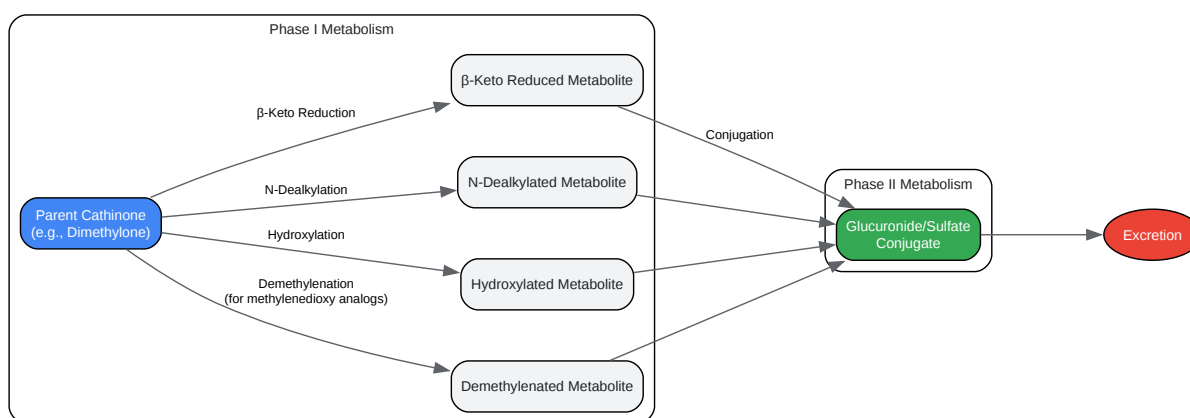 Phase I Metabolism
β-Keto Reduced Metabolite
β-Keto Reduction
Conjugation
N-Dealkylation
N-Dealkylated Metabolite
Phase II Metabolism
Parent Cathinone
(e.g., Dimethylone)
Glucuronide/Sulfate
Conjugate
Excretion
Hydroxylation
Hydroxylated Metabolite
Demethylenation
(for methylenedioxy analogs)
Demethylenated Metabolite